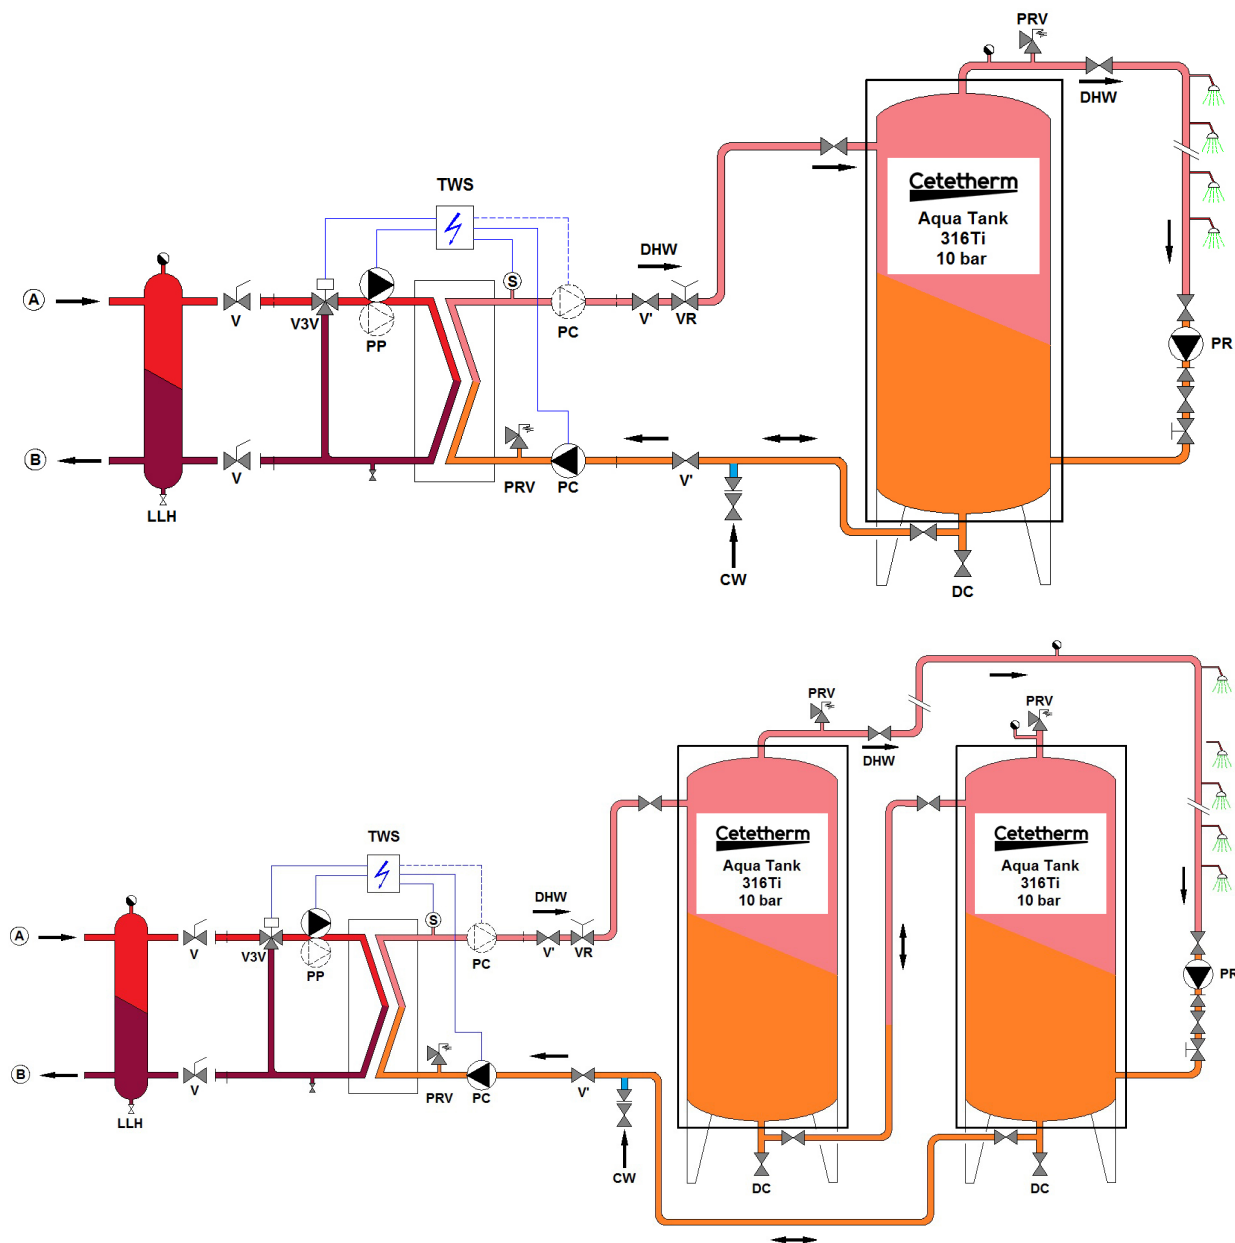 PRV
DHW
TWS
Cetetherm
Aqua Tank
316Ti
10 bar
DHW
S
A
V
V3V
PP
PC
V'
VR
PR
B
V
LLH
PRV
PC
V'
CW
DC
PRV
PRV
DHW
TWS
Cetetherm
Aqua Tank
316Ti
10 bar
Cetetherm
Aqua Tank
316Ti
10 bar
DHW
S
A
V
V3V
PP
PC
V'
VR
PR
B
V
LLH
PRV
PC
V'
CW
DC
DC